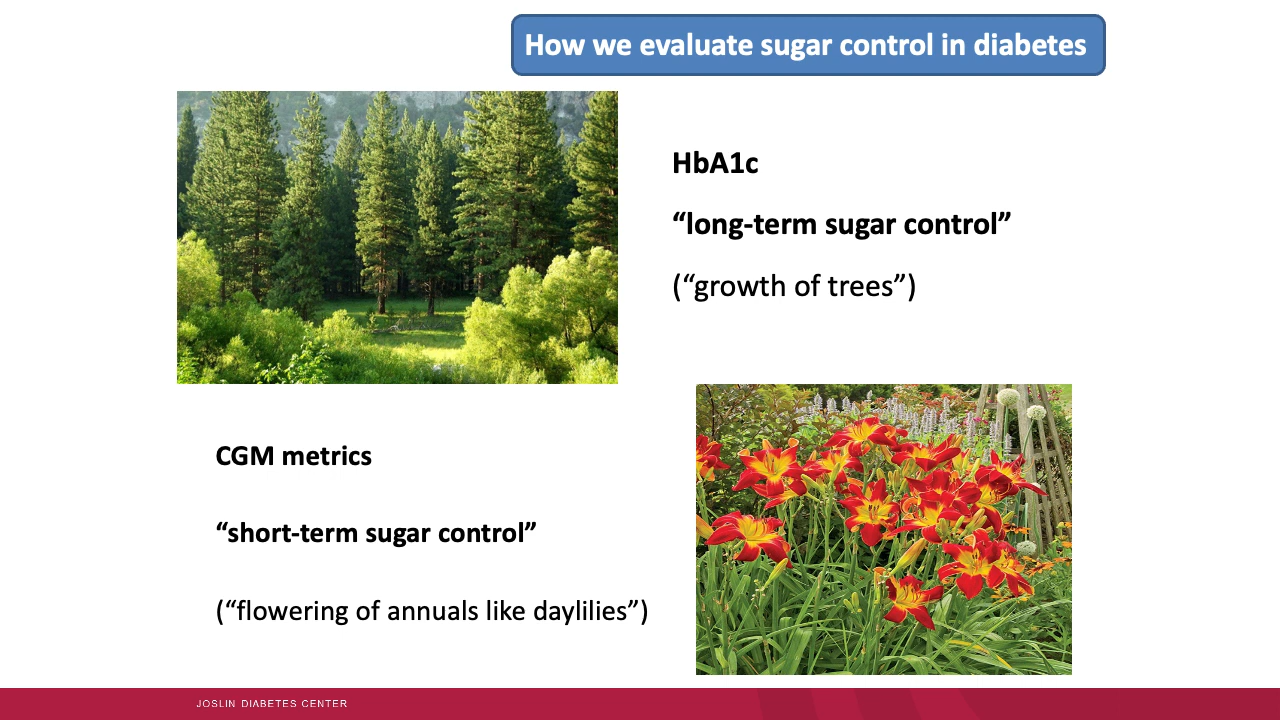 How we evaluate sugar control in diabetes
HbA1c
“long-term sugar control”
(“growth of trees”)
CGM metrics
“short-term sugar control”
(“flowering of annuals like daylilies”)
JOSLIN DIABETES CENTER